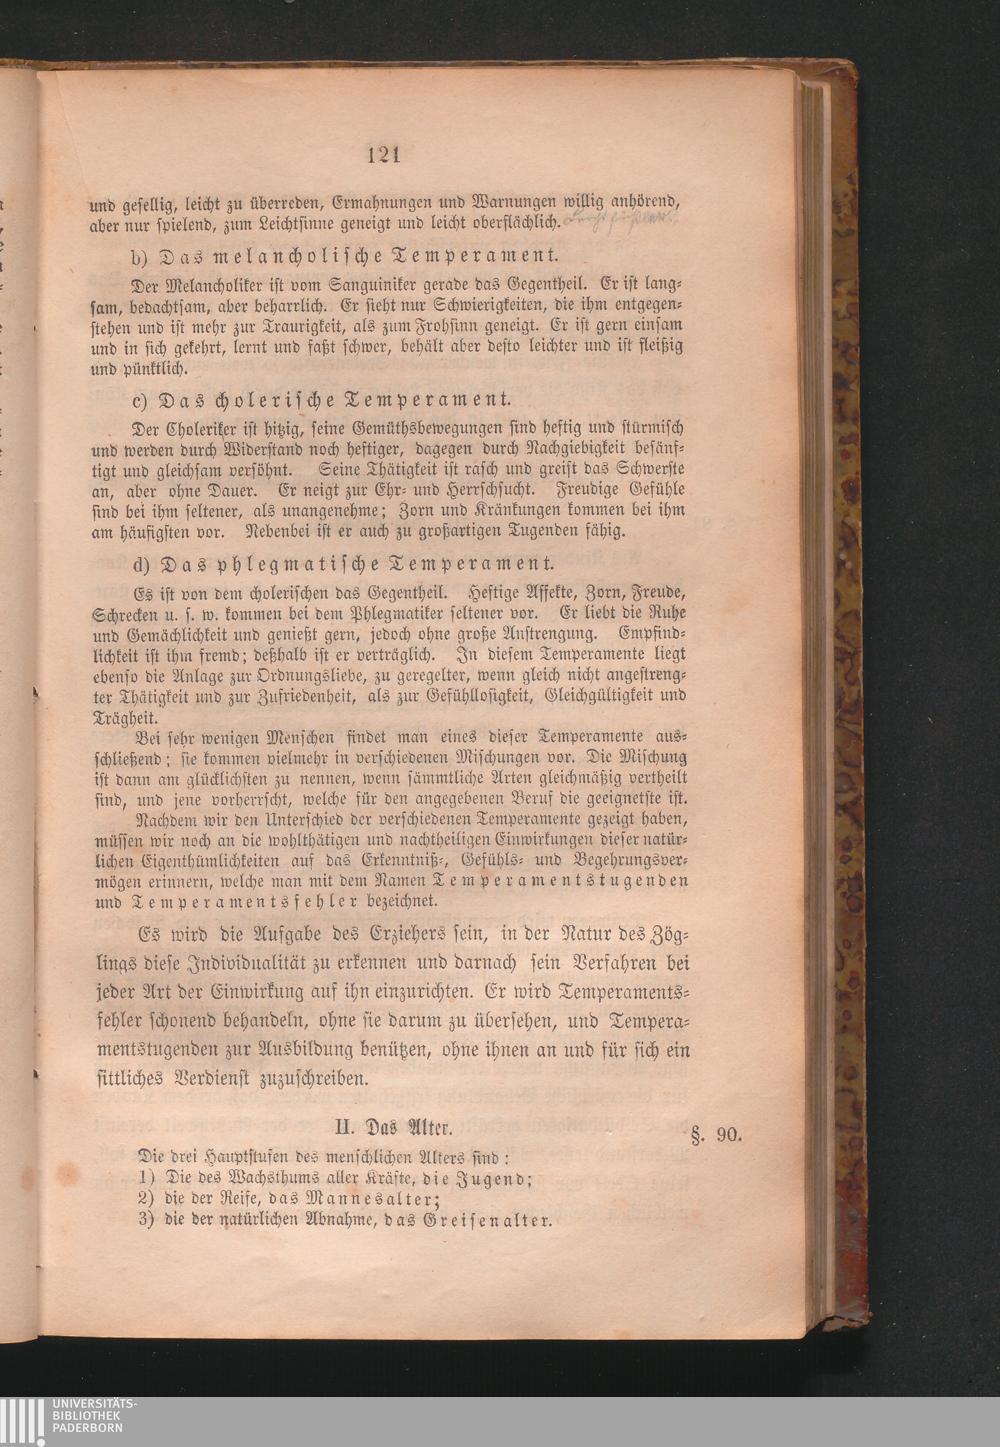 121
und gesellig, leicht zu überreden, Ermahnungen und Warnungen willig anhörend,
aber nur spielend, zum Leichtsinne geneigt und leicht oberflächlich.
b) Das melancholische Temperament.
Der Melancholiker ist vom Sanguiniker gerade das Gegentheil. Er ist lang-
sam, bedachtsam, aber beharrlich. Er sieht nur Schwierigkeiten, die ihm entgegen-
stehen und ist mehr zur Traurigkeit, als zum Frohsinn geneigt. Er ist gern einsam
und in sich gekehrt, lernt und faßt schwer, behält aber desto leichter und ist fleißig
und pünktlich.
c) Das cholerische Temperament.
Der Choleriker ist hitzig, seine Gemüthsbewegungen sind heftig und stürmisch
und werden durch Widerstand noch heftiger, dagegen durch Nachgiebigkeit besänf-
tigt und gleichsam versöhnt. Seine Thätigkeit ist rasch und greift das Schwerste
an, aber ohne Dauer. Er neigt zur Ehr- und Herrschsucht. Freudige Gefühle
sind bei ihm seltener, als unangenehme; Zorn und Kränkungen kommen bei ihm
am häufigsten vor. Nebenbei ist er auch zu großartigen Tugenden fähig.
d) Das phlegmatische Temperament.
Es ist von dem cholerischen das Gegentheil. Heftige Affekte, Zorn, Freude,
Schrecken u. s. w. kommen bei dem Phlegmatiker seltener vor. Er liebt die Ruhe
und Gemächlichkeit und genießt gern, jedoch ohne große Anstrengung. Empfind-
lichkeit ist ihm fremd; deßhalb ist er verträglich. In diesem Temperamente liegt
ebenso die Anlage zur Ordnungsliebe, zu geregelter, wenn gleich nicht angestreng-
ter Thätigkeit und zur Zufriedenheit, als zur Gefühllosigkeit, Gleichgültigkeit und
Trägheit.
Bei sehr wenigen Menschen findet man eines dieser Temperamente aus-
schließend; sie kommen vielmehr in verschiedenen Mischungen vor. Die Mischung
ist dann am glücklichsten zu nennen, wenn sämmtliche Arten gleichmäßig vertheilt
sind, und jene vorherrscht, welche für den angegebenen Beruf die geeignetste ist.
Nachdem wir den Unterschied der verschiedenen Temperamente gezeigt haben,
müssen wir noch an die wohlthätigen und nachtheiligen Einwirkungen dieser natür-
lichen Eigenthümlichkeiten auf das Erkenntniß-, Gefühls- und Begehrungsver-
mögen erinnern, welche man mit dem Namen Temperamentstugenden
und Temperamentsfehler bezeichnet.
Es wird die Aufgabe des Erziehers sein, in der Natur des Zög-
lings diese Individualität zu erkennen und darnach sein Verfahren bei
jeder Art der Einwirkung auf ihn einzurichten. Er wird Temperaments-
fehler schonend behandeln, ohne sie darum zu übersehen, und Tempera-
mentstugenden zur Ausbildung benützen, ohne ihnen an und für sich ein
sittliches Verdienst zuzuschreiben.
II. Das Alter. §. 90.
Die drei Hauptstufen des menschlichen Alters sind:
1) Die des Wachsthums aller Kräfte, die Jugend;
2) die der Reife, das Mannesalter;
3) die der natürlichen Abnahme, das Greisenalter.
UNIVERSITÄTS-
BIBLIOTHEK
PADERBORN